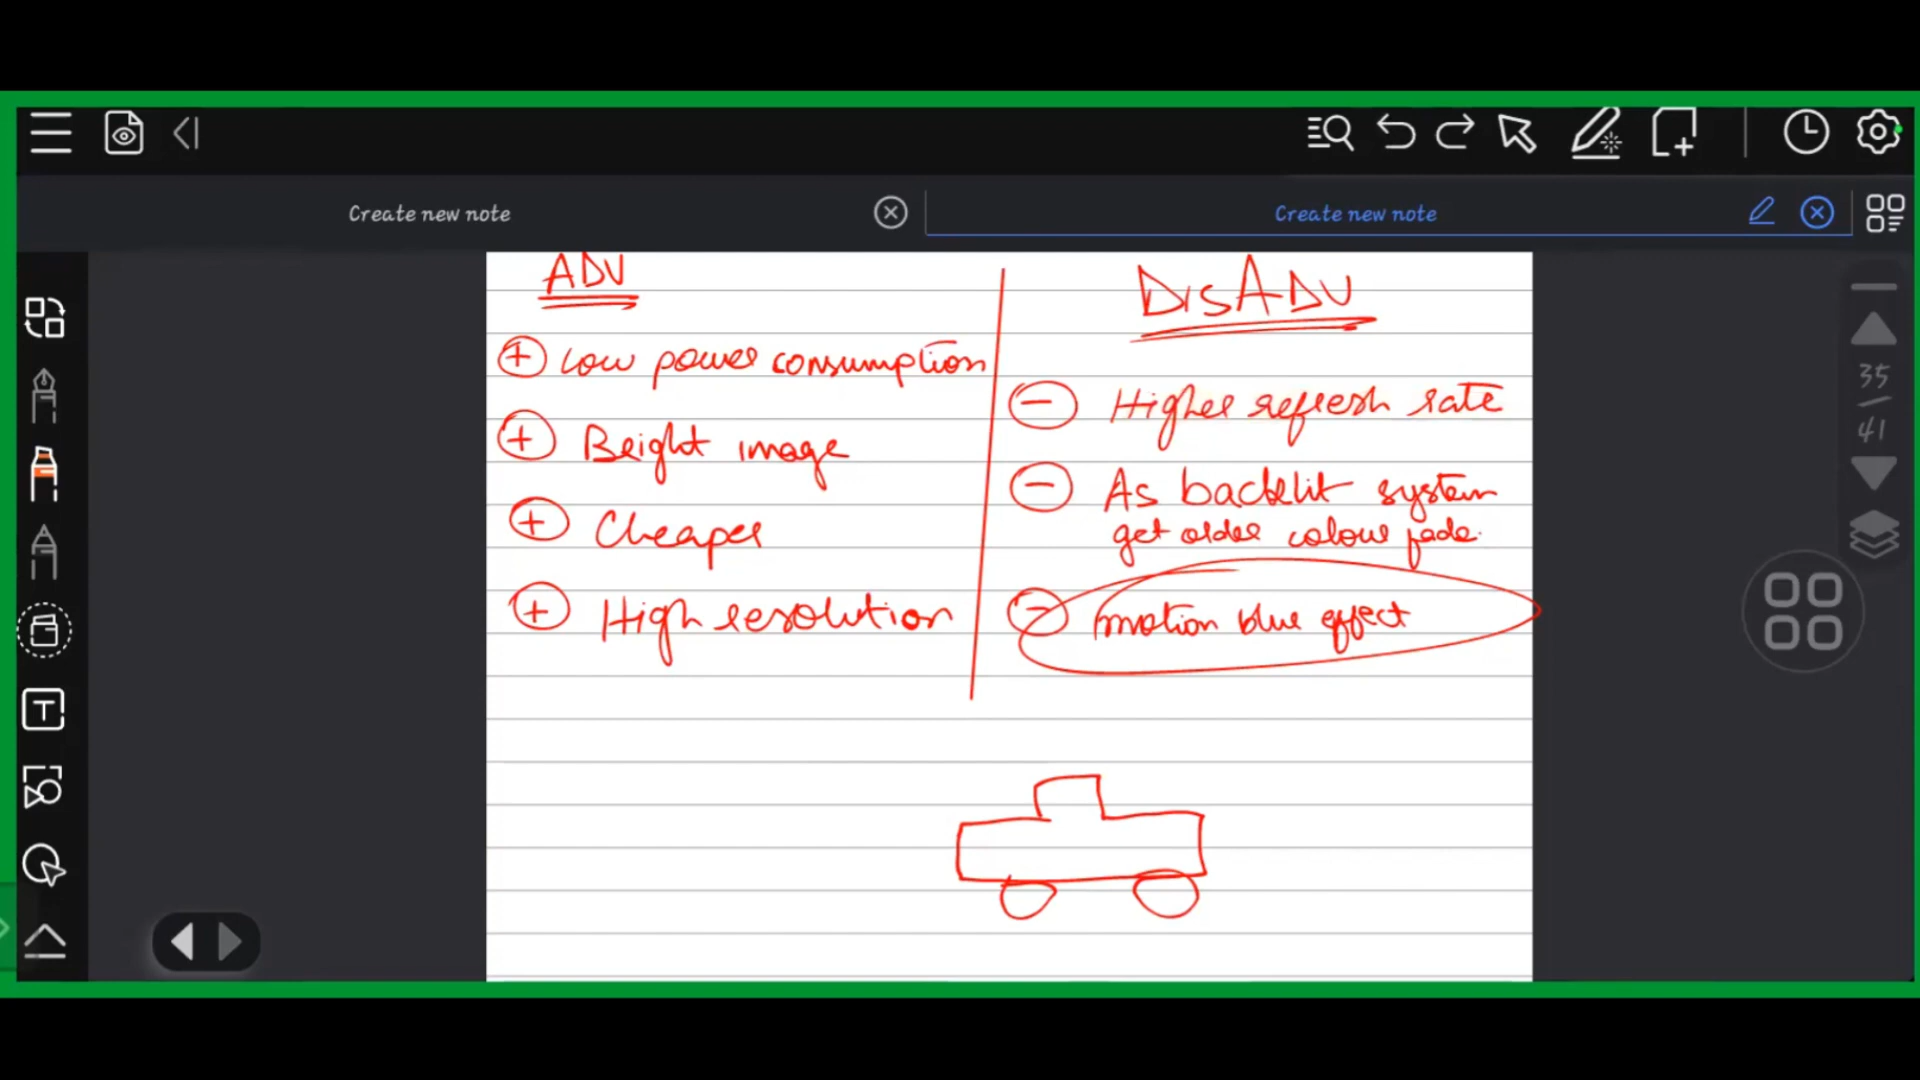 Create new note
Create new note
ADV
DisADV
+ Low power consumption
+ Bright image
+ Cheaper
+ High resolution
- Higher refresh rate
- As backlit system
get older colour fade.
- motion blur effect
35
41
T